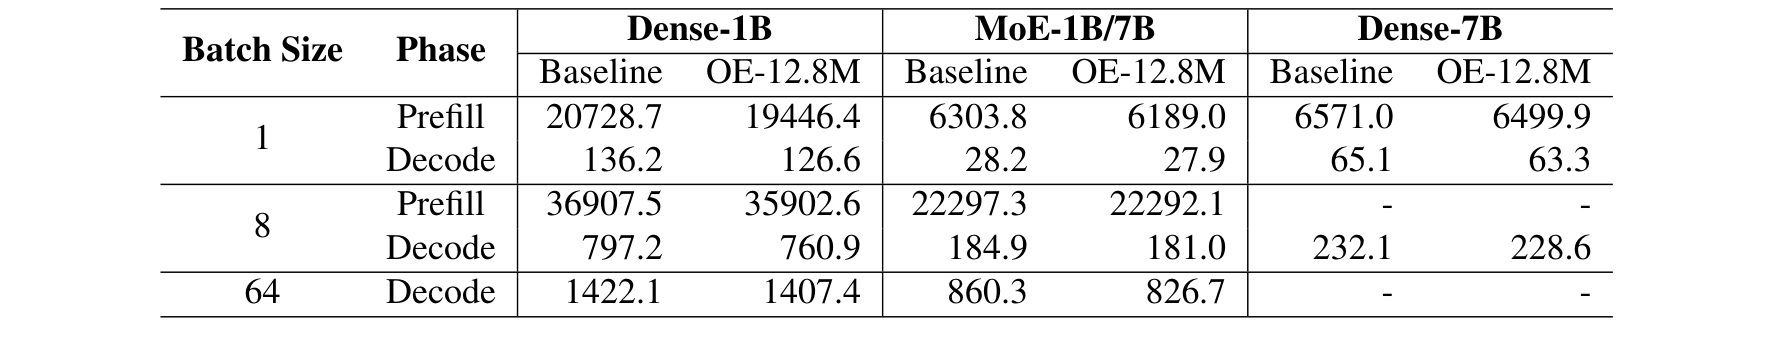 Batch Size Phase Dense-1B MoE-1B/7B Dense-7B
Baseline OE-12.8M Baseline OE-12.8M Baseline OE-12.8M
1 Prefill 20728.7 19446.4 6303.8 6189.0 6571.0 6499.9
Decode 136.2 126.6 28.2 27.9 65.1 63.3
8 Prefill 36907.5 35902.6 22297.3 22292.1 - -
Decode 797.2 760.9 184.9 181.0 232.1 228.6
64 Decode 1422.1 1407.4 860.3 826.7 - -